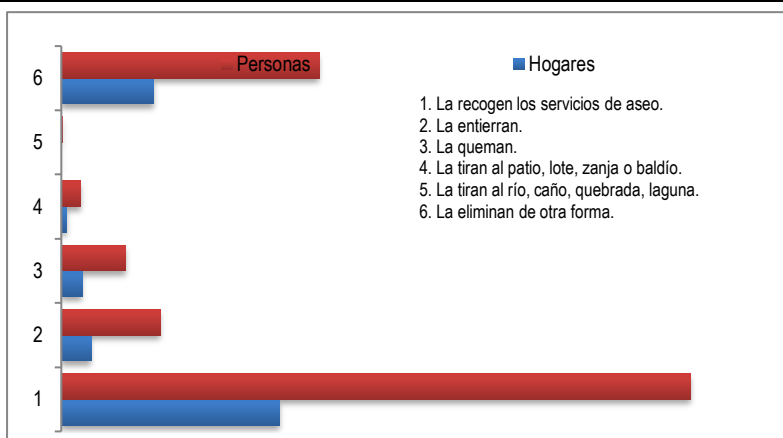 Personas
Hogares
6
1. La recogen los servicios de aseo.
2. La entierran.
5
3. La queman.
4. La tiran al patio, lote, zanja o baldío.
5. La tiran al río, caño, quebrada, laguna.
4
6. La eliminan de otra forma.
3
2
1